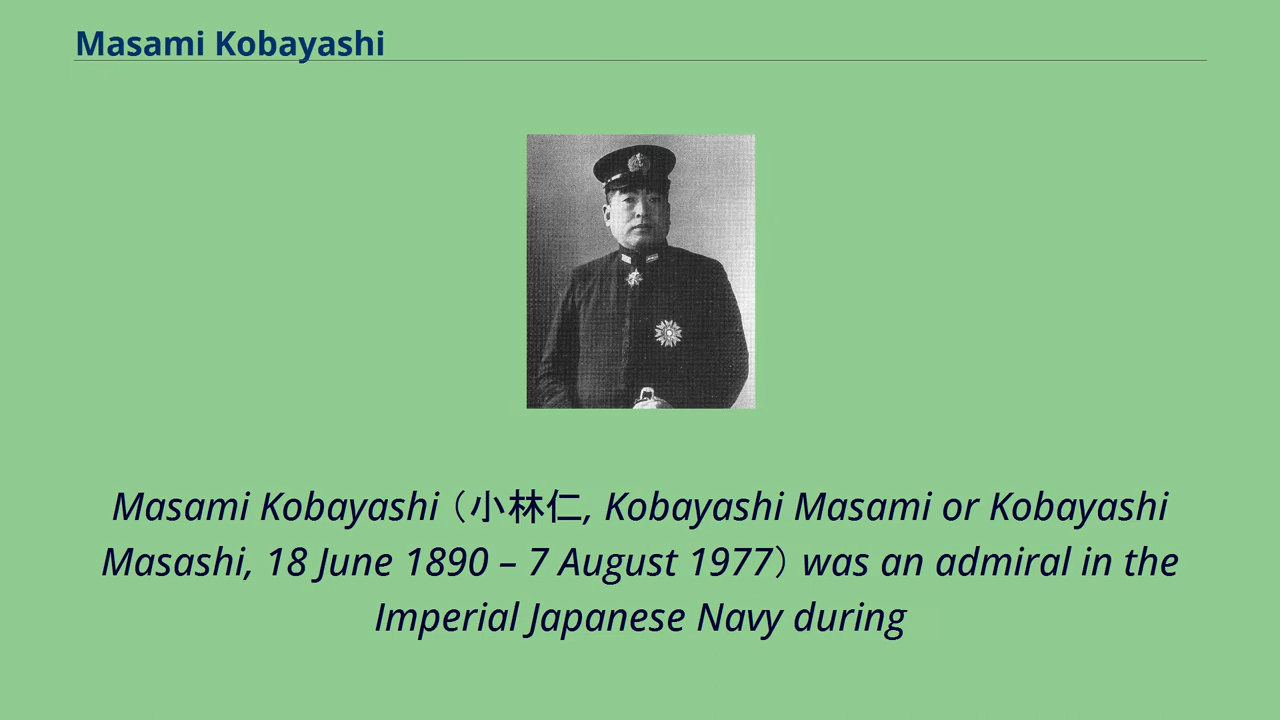 Masami Kobayashi
Masami Kobayashi（小林仁, Kobayashi Masami or Kobayashi
Masashi, 18 June 1890 – 7 August 1977）was an admiral in the
Imperial Japanese Navy during